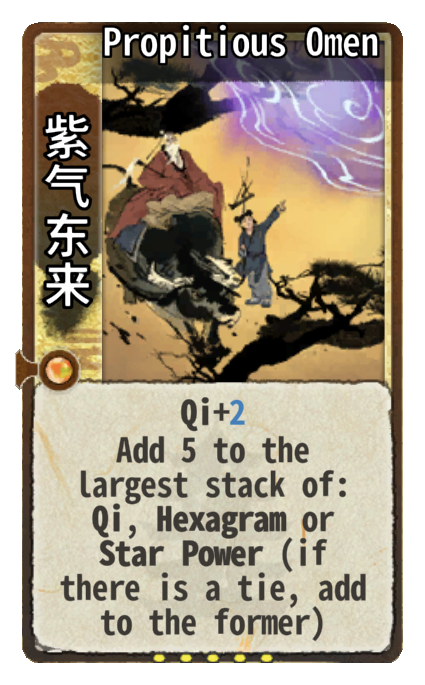 Propitious Omen
紫气东来
Qi+2
Add 5 to the
largest stack of:
Qi, Hexagram or
Star Power (if
there is a tie, add
to the former)